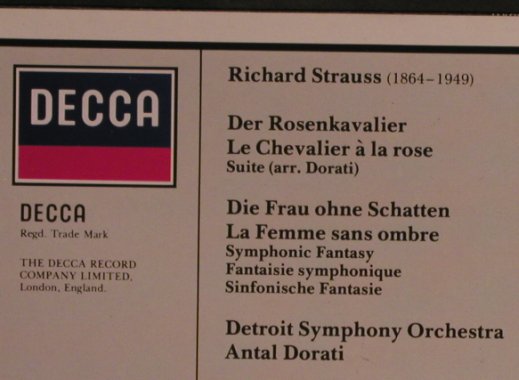 DECCA
DECCA
Regd. Trade Mark
THE DECCA RECORD
COMPANY LIMITED,
London, England.
Richard Strauss (1864–1949)
Der Rosenkavalier
Le Chevalier à la rose
Suite (arr. Dorati)
Die Frau ohne Schatten
La Femme sans ombre
Symphonic Fantasy
Fantaisie symphonique
Sinfonische Fantasie
Detroit Symphony Orchestra
Antal Dorati